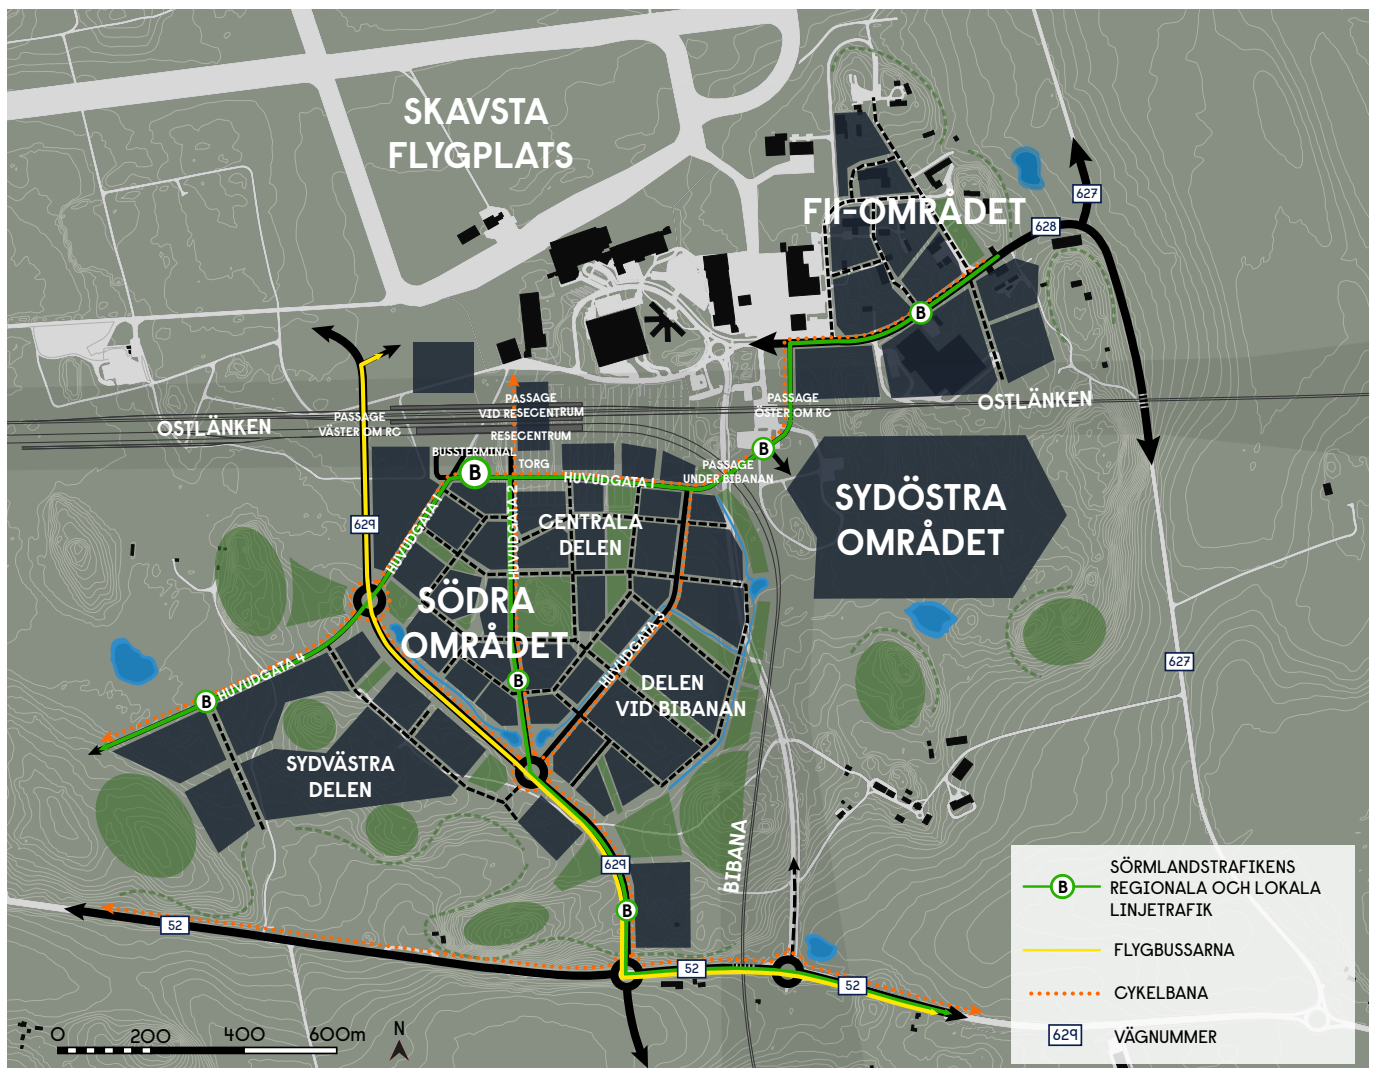 SKAVSTA
FLYGPLATS
FII-OMRÅDET
627
628
PASSAGE
VID RESECENTRUM
PASSAGE
ÖSTER OM RC
OSTLÄNKEN
OSTLÄNKEN
PASSAGE
VÄSTER OM RC
RESECENTRUM
BUSSTERMINAL
TORG
B
B
B
PASSAGE
UNDER BIBANAN
HUVUDGATA 1
HUVUDGATA 1
HUVUDGATA 2
629
CENTRALA
DELEN
SYDÖSTRA
OMRÅDET
SÖDRA
OMRÅDET
HUVUDGATA 3
HUVUDGATA 4
B
B
627
DELEN
VID BIBANAN
SYDVÄSTRA
DELEN
BIBANA
629
B
52
52
52
SÖRMLANDSTRAFIKENS
B REGIONALA OCH LOKALA
LINJETRAFIK
FLYGBUSSARNA
CYKELBANA
629 VÄGNUMMER
0 200 400 600m
N